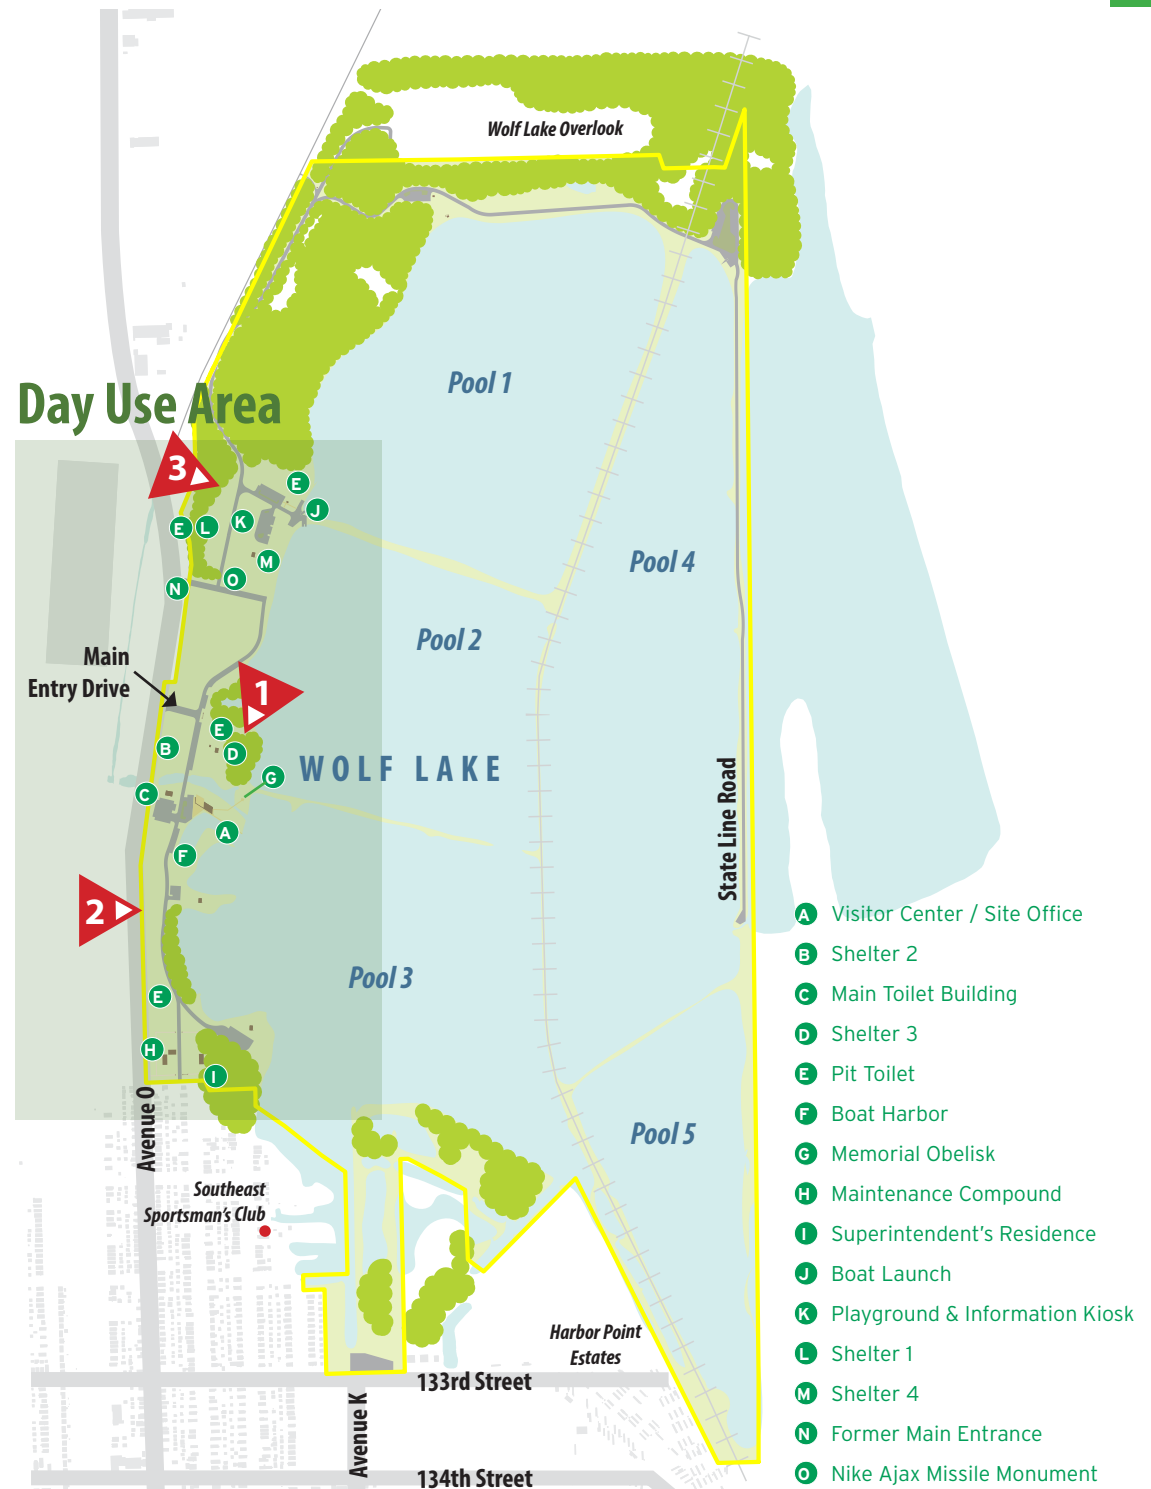 Wolf Lake Overlook
Pool 1
Day Use Area
3
E
J
E
L
K
M
O
N
Pool 4
Pool 2
Main
Entry Drive
1
E
B
D
G
WOLF LAKE
C
A
F
State Line Road
2
Pool 3
E
H
I
Avenue O
Pool 5
Southeast
Sportsman's Club
Harbor Point
Estates
133rd Street
Avenue K
134th Street
A Visitor Center / Site Office
B Shelter 2
C Main Toilet Building
D Shelter 3
E Pit Toilet
F Boat Harbor
G Memorial Obelisk
H Maintenance Compound
I Superintendent's Residence
J Boat Launch
K Playground & Information Kiosk
L Shelter 1
M Shelter 4
N Former Main Entrance
O Nike Ajax Missile Monument